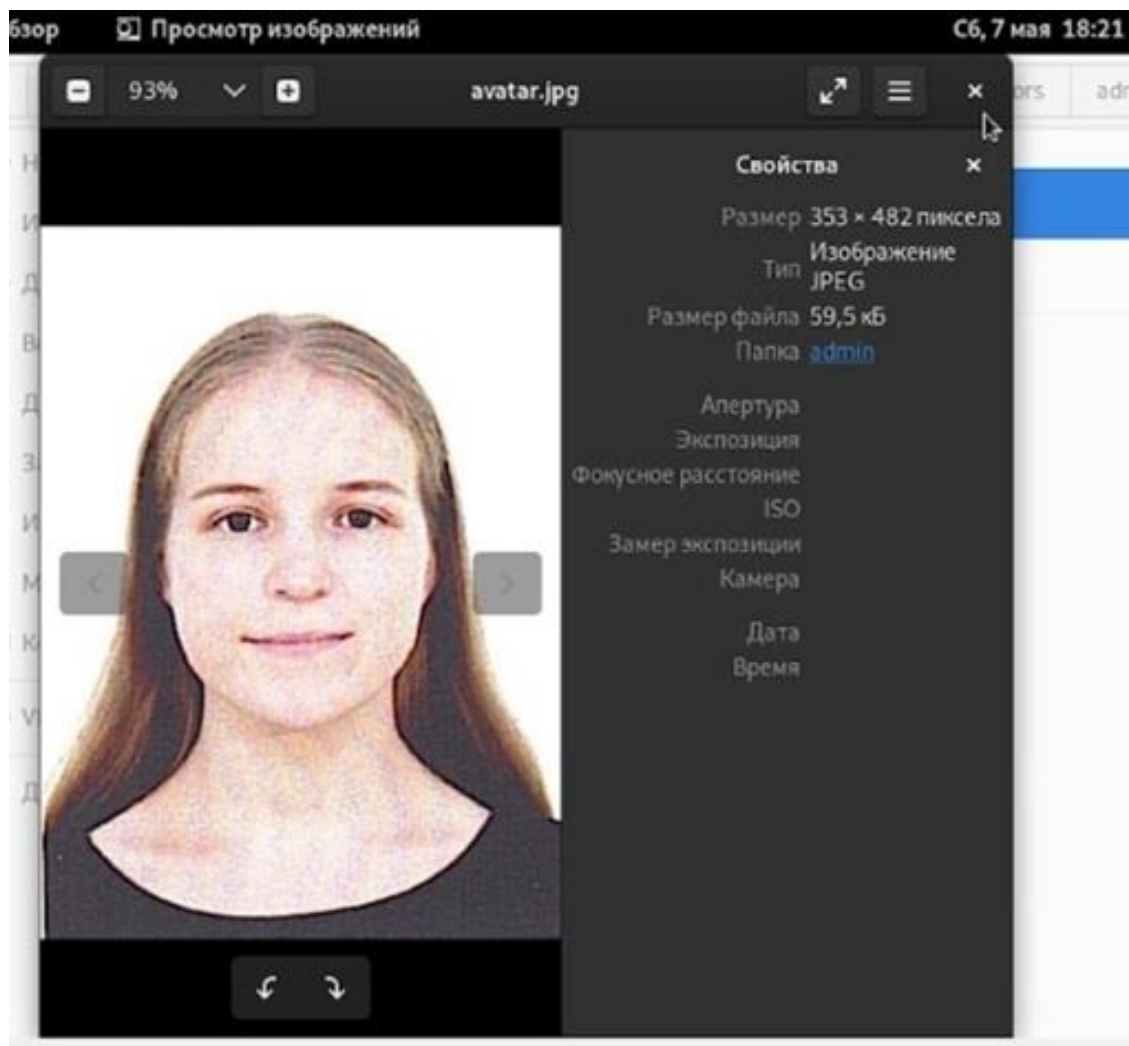 бзор Просмотр изображений Сб, 7 мая 18:21
93% avatar.jpg
ors adr
Свойства
Размер 353 × 482 пиксела
Тип Изображение JPEG
Размер файла 59,5 кБ
Папка admin
Апертура
Экспозиция
Фокусное расстояние
ISO
Замер экспозиции
Камера
Дата
Время
Н
И
Д
В
Д
З
И
М
К
Д